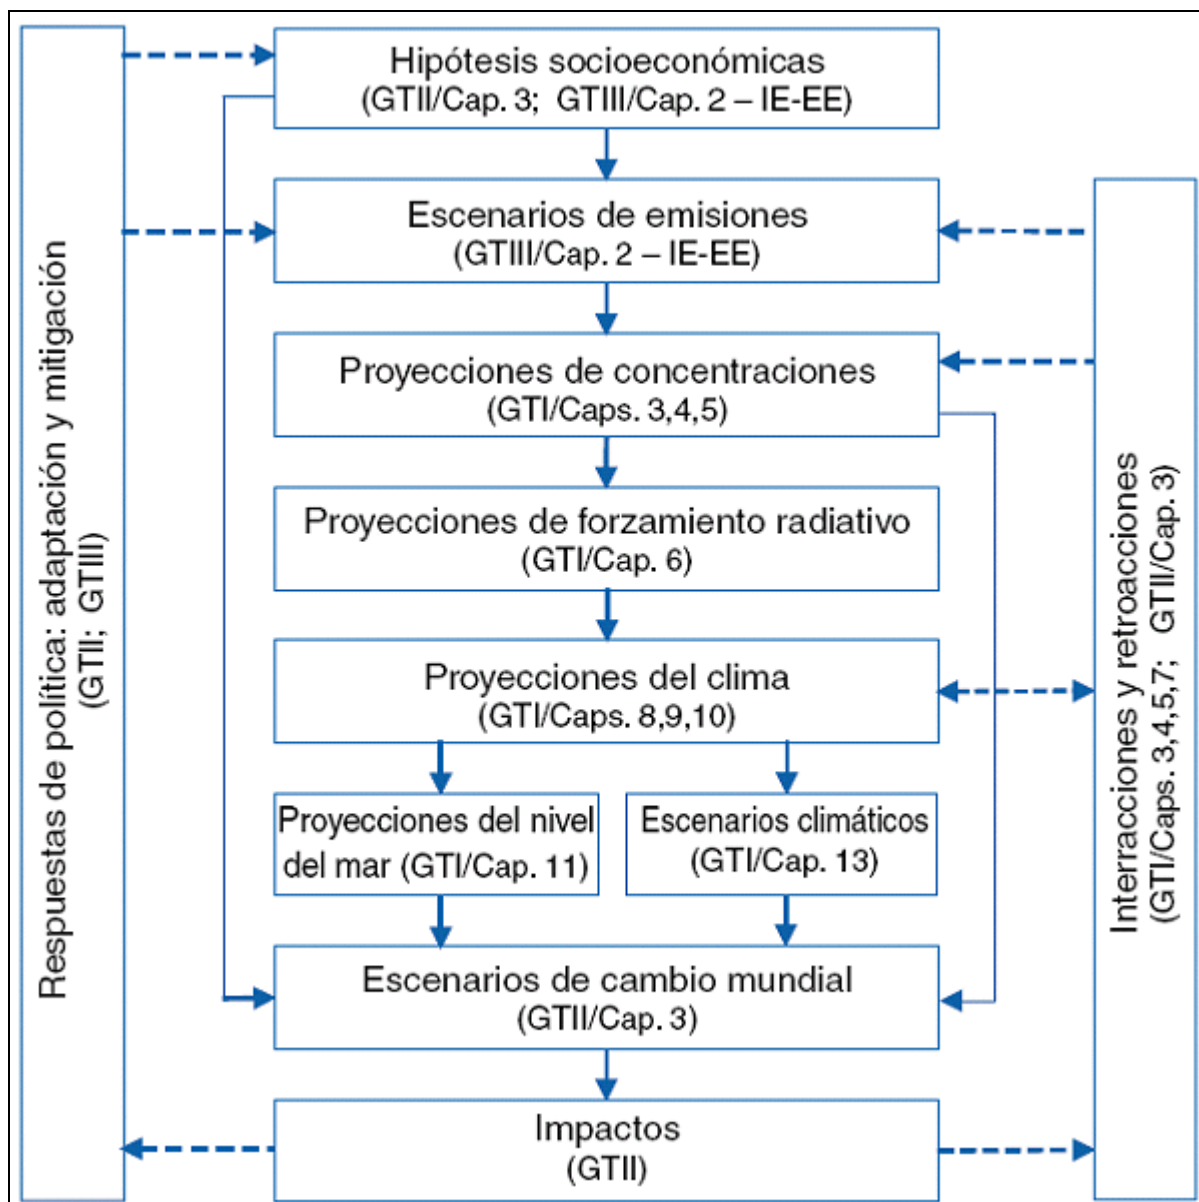 Respuestas de política: adaptación y mitigación
(GTII; GTIII)
Hipótesis socioeconómicas
(GTII/Cap. 3; GTIII/Cap. 2 – IE-EE)
Escenarios de emisiones
(GTIII/Cap. 2 – IE-EE)
Proyecciones de concentraciones
(GTI/Caps. 3,4,5)
Proyecciones de forzamiento radiativo
(GTI/Cap. 6)
Proyecciones del clima
(GTI/Caps. 8,9,10)
Proyecciones del nivel
del mar (GTI/Cap. 11)
Escenarios climáticos
(GTI/Cap. 13)
Escenarios de cambio mundial
(GTII/Cap. 3)
Impactos
(GTII)
Interracciones y retroacciones
(GTI/Caps. 3,4,5,7; GTII/Cap. 3)